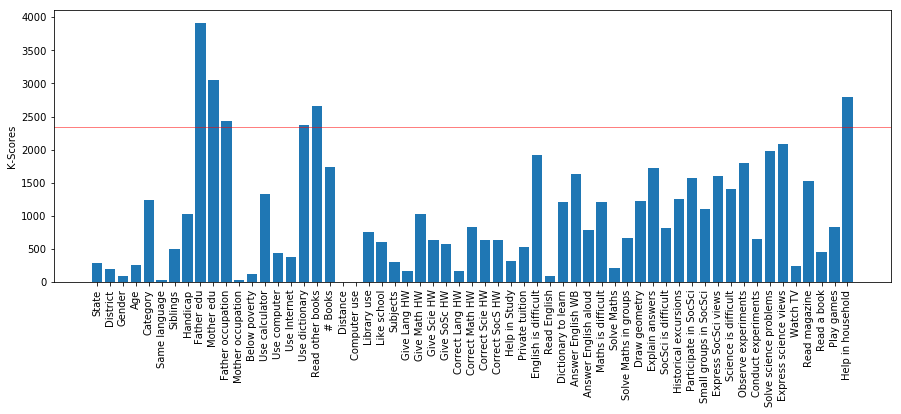 4000
3500
3000
2500
2000
1500
1000
500
0
K-Scores
State
District
Gender
Age
Category
Same language
Siblings
Handicap
Father edu
Mother edu
Father occupation
Mother occupation
Below poverty
Use calculator
Use computer
Use Internet
Use dictionary
Read other books
# Books
Distance
Computer use
Library use
Like school
Subjects
Give Lang HW
Give Math HW
Give Scie HW
Give SoSc HW
Correct Lang HW
Correct Math HW
Correct Scie HW
Correct SocS HW
Help in Study
Private tuition
English is difficult
Read English
Dictionary to learn
Answer English WB
Answer English aloud
Maths is difficult
Solve Maths
Solve Maths in groups
Draw geometry
Explain answers
SocSci is difficult
Historical excursions
Participate in SocSci
Small groups in SocSci
Express SocSci views
Science is difficult
Observe experiments
Conduct experiments
Solve science problems
Express science views
Watch TV
Read magazine
Read a book
Play games
Help in household